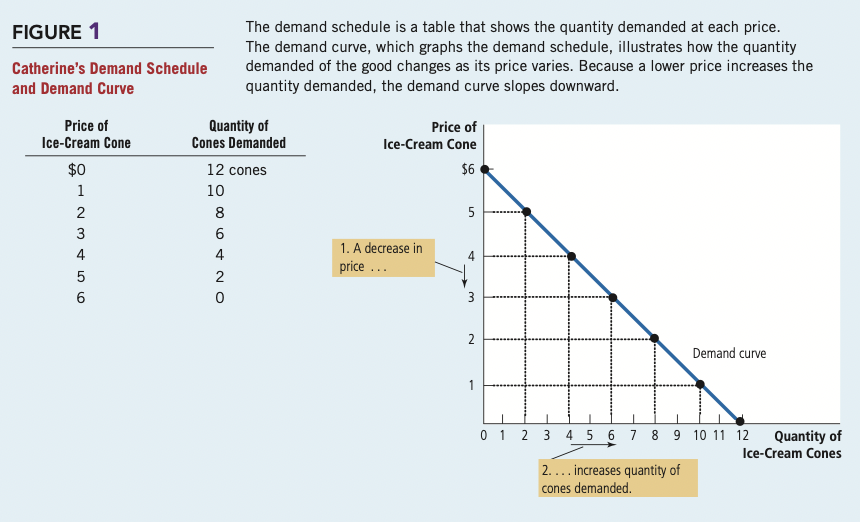 FIGURE 1
Catherine's Demand Schedule
and Demand Curve
The demand schedule is a table that shows the quantity demanded at each price.
The demand curve, which graphs the demand schedule, illustrates how the quantity
demanded of the good changes as its price varies. Because a lower price increases the
quantity demanded, the demand curve slopes downward.
Price of Quantity of
Ice-Cream Cone Cones Demanded
$0 12 cones
1 10
2 8
3 6
4 4
5 2
6 0
Price of
Ice-Cream Cone
$6
5
4
3
2
1
1. A decrease in
price ...
Demand curve
0 1 2 3 4 5 6 7 8 9 10 11 12
Quantity of
Ice-Cream Cones
2. ... increases quantity of
cones demanded.